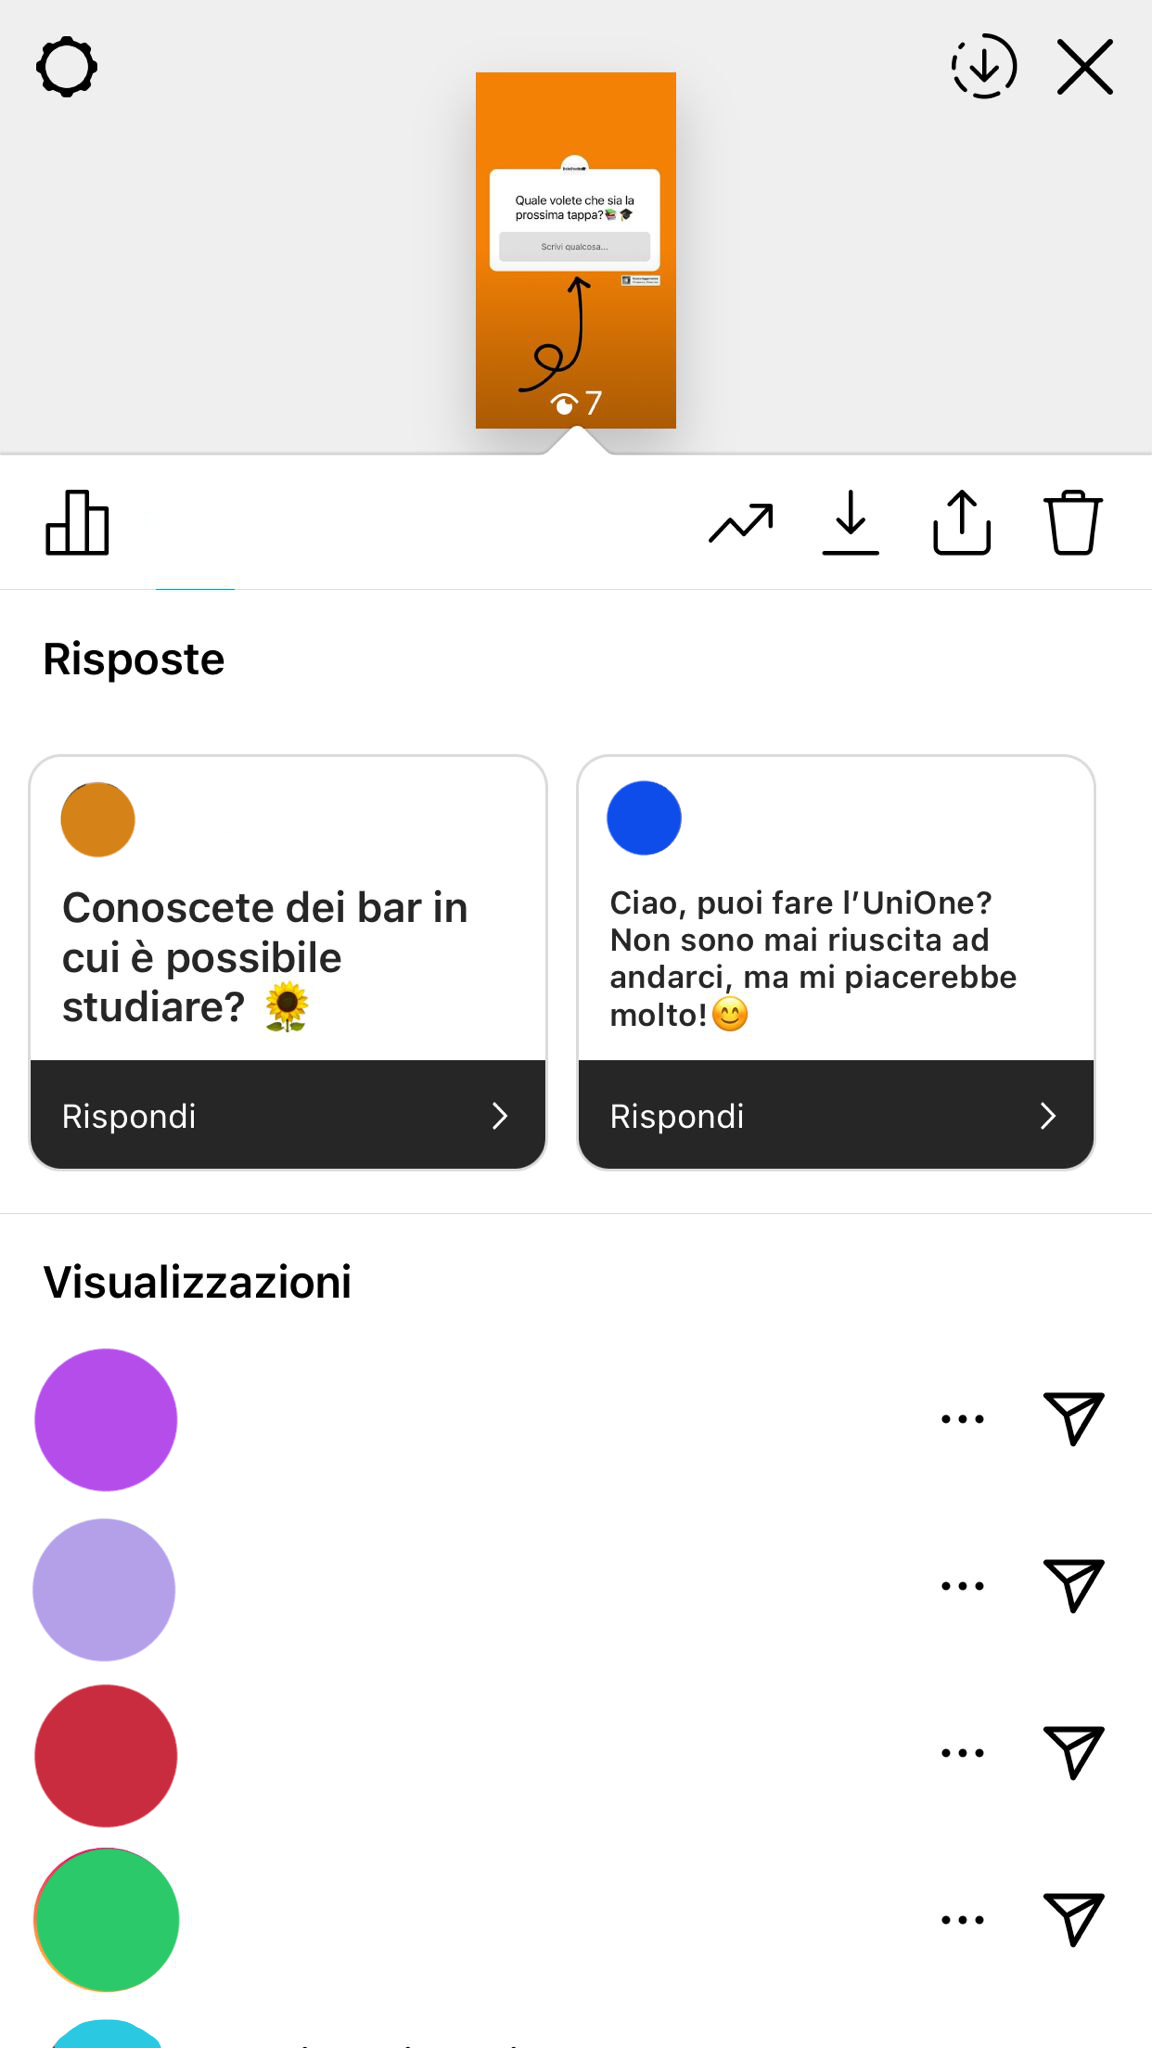 Quale volete che sia la
prossima tappa?📚🎓
Scrivi qualcosa...
7
Risposte
Conoscete dei bar in
cui è possibile
studiare? 🌻
Rispondi
Ciao, puoi fare l’UniOne?
Non sono mai riuscita ad
andarci, ma mi piacerebbe
molto!😊
Rispondi
Visualizzazioni